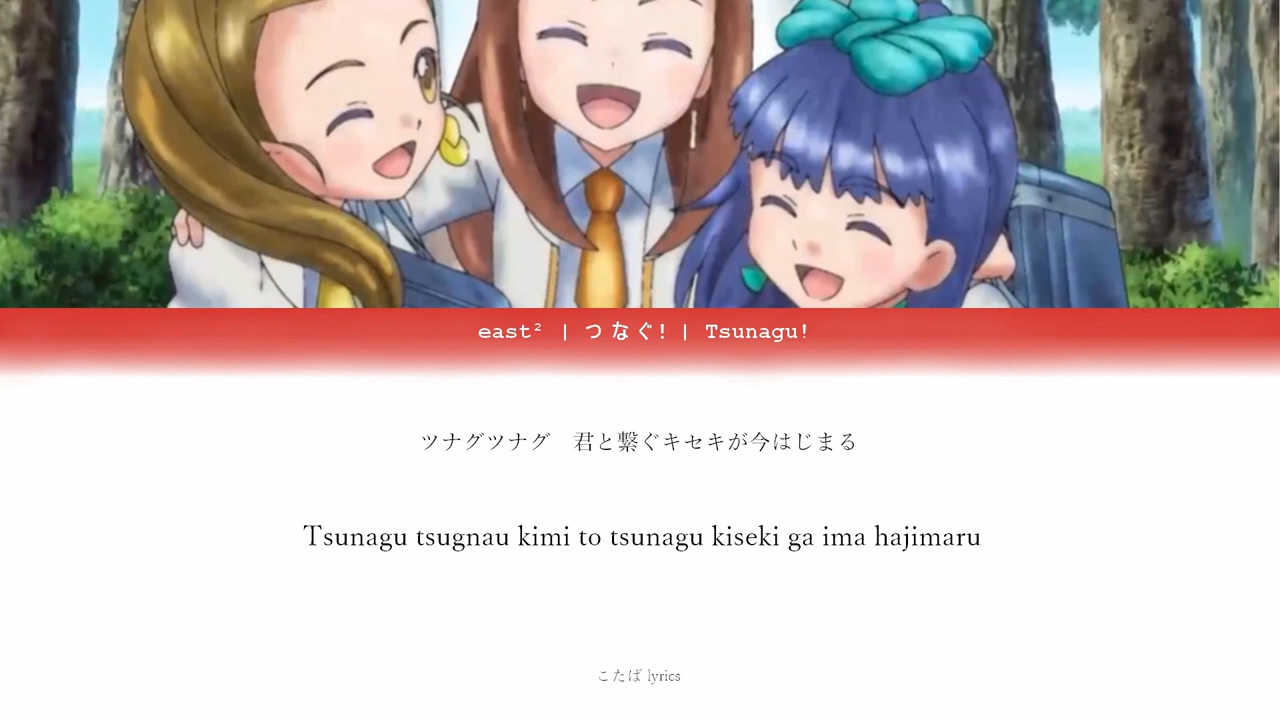 east² | つなぐ! | Tsunagu!
ツナグツナグ　君と繋ぐキセキが今はじまる
Tsunagu tsugnau kimi to tsunagu kiseki ga ima hajimaru
こたば lyrics